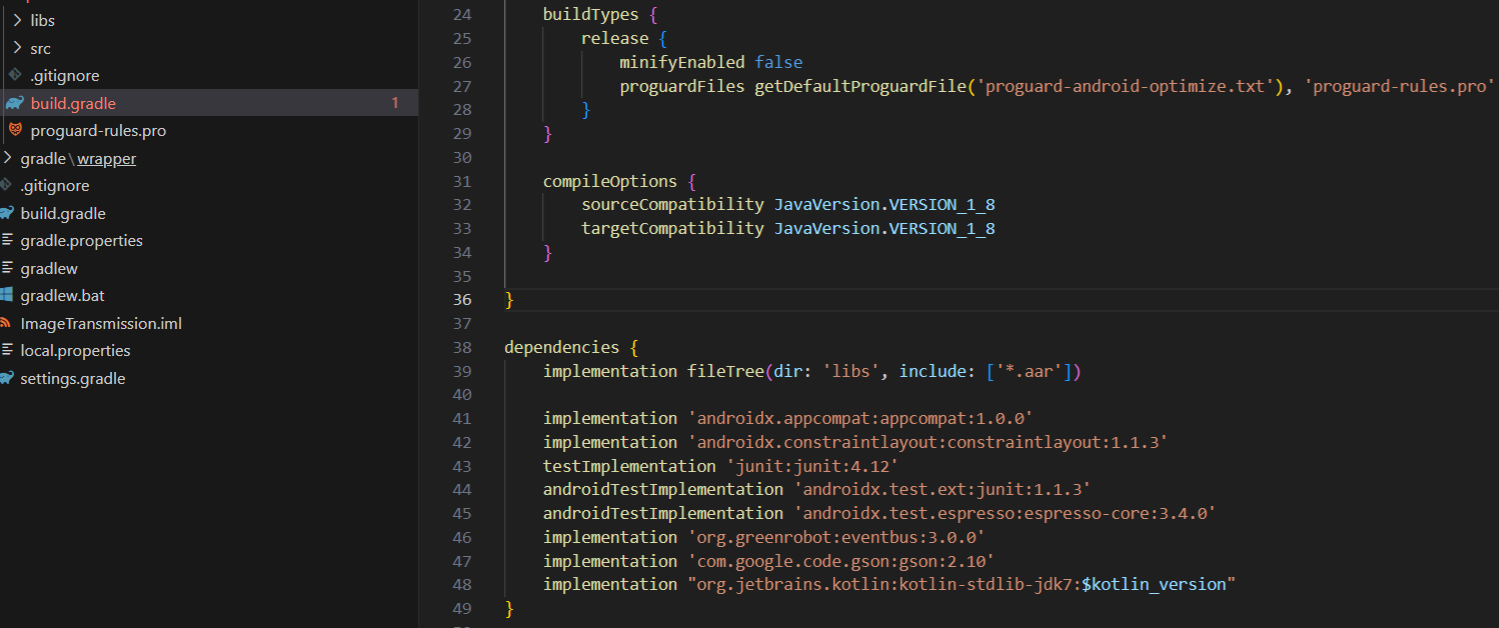 libs
src
.gitignore
build.gradle 1
proguard-rules.pro
gradle\wrapper
.gitignore
build.gradle
gradle.properties
gradlew
gradlew.bat
ImageTransmission.iml
local.properties
settings.gradle
24 buildTypes {
25 release {
26 minifyEnabled false
27 proguardFiles getDefaultProguardFile('proguard-android-optimize.txt'), 'proguard-rules.pro'
28 }
29 }
30
31 compileOptions {
32 sourceCompatibility JavaVersion.VERSION_1_8
33 targetCompatibility JavaVersion.VERSION_1_8
34 }
35
36 }
37
38 dependencies {
39 implementation fileTree(dir: 'libs', include: ['*.aar'])
40
41 implementation 'androidx.appcompat:appcompat:1.0.0'
42 implementation 'androidx.constraintlayout:constraintlayout:1.1.3'
43 testImplementation 'junit:junit:4.12'
44 androidTestImplementation 'androidx.test.ext:junit:1.1.3'
45 androidTestImplementation 'androidx.test.espresso:espresso-core:3.4.0'
46 implementation 'org.greenrobot:eventbus:3.0.0'
47 implementation 'com.google.code.gson:gson:2.10'
48 implementation "org.jetbrains.kotlin:kotlin-stdlib-jdk7:$kotlin_version"
49 }